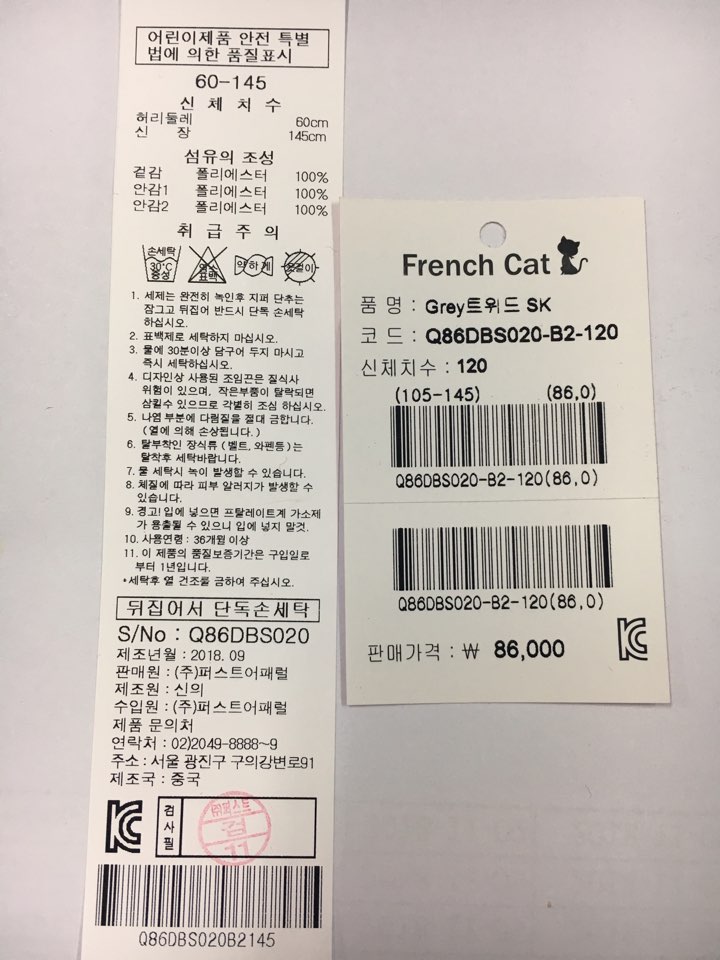 어린이제품 안전 특별
법에 의한 품질표시
60-145
신 체 치 수
허리둘레 60cm
신 장 145cm
섬유의 조성
겉감 폴리에스터 100%
안감1 폴리에스터 100%
안감2 폴리에스터 100%
취 급 주 의
손세탁
30°C
중성
염소
표백
약하게
옷걸이
1. 세제는 완전히 녹인후 지퍼 단추는
잠그고 뒤집어 반드시 단독 손세탁
하십시오.
2. 표백제로 세탁하지 마십시오.
3. 물에 30분이상 담구어 두지 마시고
즉시 세탁하십시오.
4. 디자인상 사용된 조임끈은 질식사
위험이 있으며, 작은부품이 탈락되면
삼킬수 있으므로 각별히 조심 하십시오.
5. 나염 부분에 다림질을 절대 금합니다.
(열에 의해 손상됩니다.)
6. 탈부착인 장식류 (벨트, 와펜등)는
탈착후 세탁바랍니다.
7. 물 세탁시 녹이 발생할 수 있습니다.
8. 체질에 따라 피부 알러지가 발생할 수
있습니다.
9. 경고! 입에 넣으면 프탈레이트계 가소제
가 용출될 수 있으니 입에 넣지 말것.
10. 사용연령 : 36개월 이상
11. 이 제품의 품질보증기간은 구입일로
부터 1년입니다.
*세탁후 열 건조를 금하여 주십시오.
뒤집어서 단독손세탁
S/No : Q86DBS020
제조년월 : 2018. 09
판매원 : (주)퍼스트어패럴
제조원 : 신의
수입원 : (주)퍼스트어패럴
제품 문의처
연락처 : 02)2049-8888~9
주소 : 서울 광진구 구의강변로91
제조국 : 중국
KC
검사필
㈜퍼스트
검
11
Q86DBS020B2145
French Cat
품 명 : Grey트위드 SK
코 드 : Q86DBS020-B2-120
신체치수 : 120
(105-145) (86,0)
Q86DBS020-B2-120(86,0)
Q86DBS020-B2-120(86,0)
판매가격 : ₩ 86,000
KC